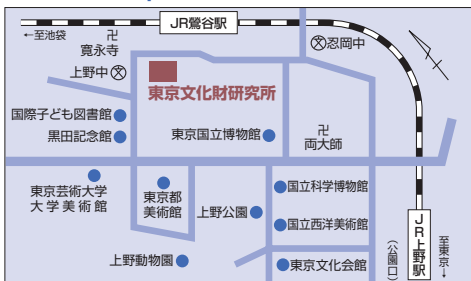 JR鶯谷駅
←至池袋
卍
寛永寺
上野中
文
文
忍岡中
東京文化財研究所
国際子ども図書館
黒田記念館
東京国立博物館
卍
両大師
東京芸術大学
大学美術館
東京都
美術館
上野公園
国立科学博物館
国立西洋美術館
上野動物園
東京文化会館
JR上野駅
(公園口)
至東京→